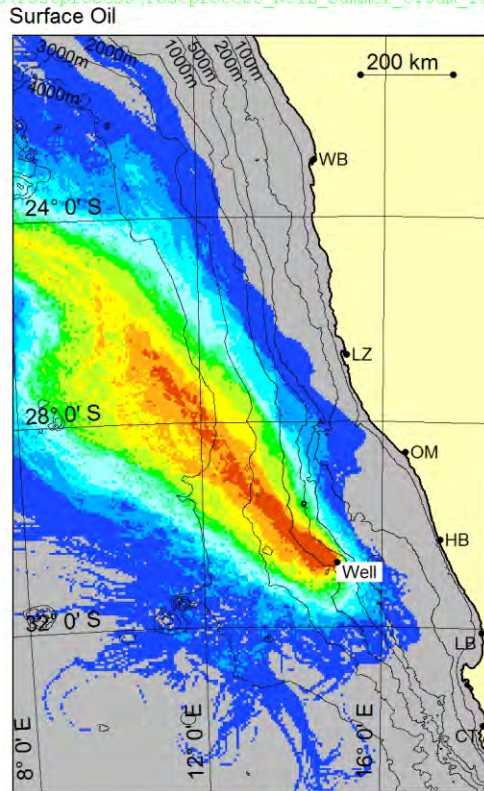 Surface Oil
3000m
2000m
1000m
500m
200m
100m
4000m
200 km
WB
24° 0' S
LZ
28° 0' S
OM
HB
Well
32° 0' S
LB
CT
8° 0' E
12° 0' E
16° 0' E